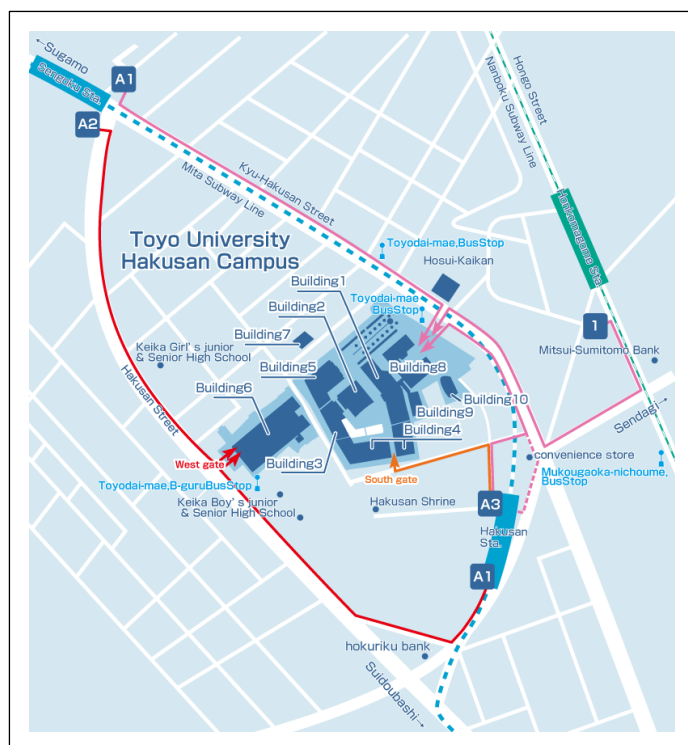 ←Sugamo
Sengoku Sta.
A1
A2
Hongo Street
Nanboku Subway Line
Kyu-Hakusan Street
Mita Subway Line
Honkomagome Sta.
Toyo University
Hakusan Campus
Toyodai-mae,BusStop
Hosui-Kaikan
Building1
Building2
Toyodai-mae
BusStop
Building7
1
Keika Girl's junior
& Senior High School
Mitsui-Sumitomo Bank
Building5
Building8
Building6
Building10
Sendagi→
Hakusan Street
Building9
Building4
West gate
Building3
convenience store
Toyodai-mae,B-guruBusStop
South gate
Mukougaoka-nichoume,
BusStop
Keika Boy's junior
& Senior High School
Hakusan Shrine
A3
Hakusan
Sta.
A1
hokuriku bank
Suidoubashi→